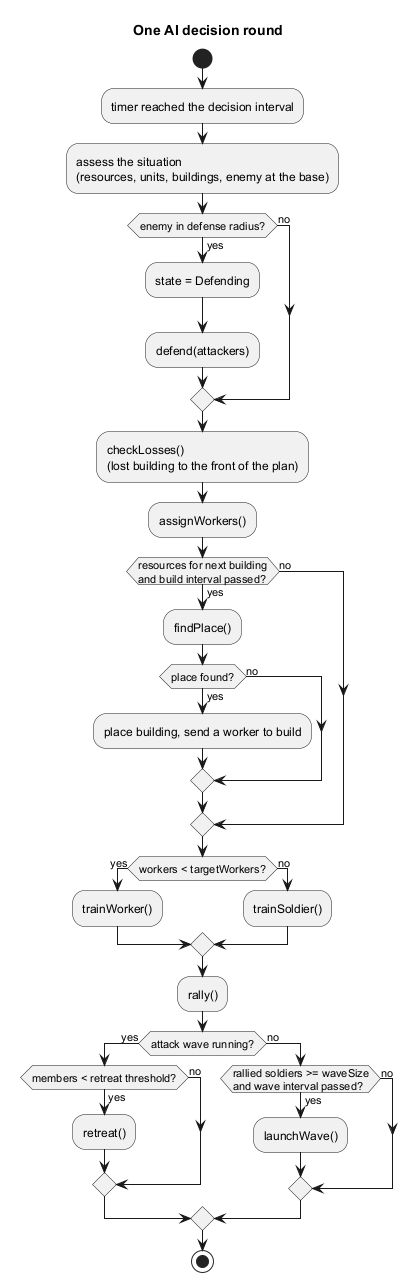 One AI decision round
timer reached the decision interval
assess the situation
(resources, units, buildings, enemy at the base)
enemy in defense radius?
no
yes
state = Defending
defend(attackers)
checkLosses()
(lost building to the front of the plan)
assignWorkers()
resources for next building
and build interval passed?
no
yes
findPlace()
place found?
no
yes
place building, send a worker to build
yes
workers < targetWorkers?
no
trainWorker()
trainSoldier()
rally()
yes
attack wave running?
no
members < retreat threshold?
no
yes
retreat()
rallied soldiers >= waveSize
and wave interval passed?
no
yes
launchWave()